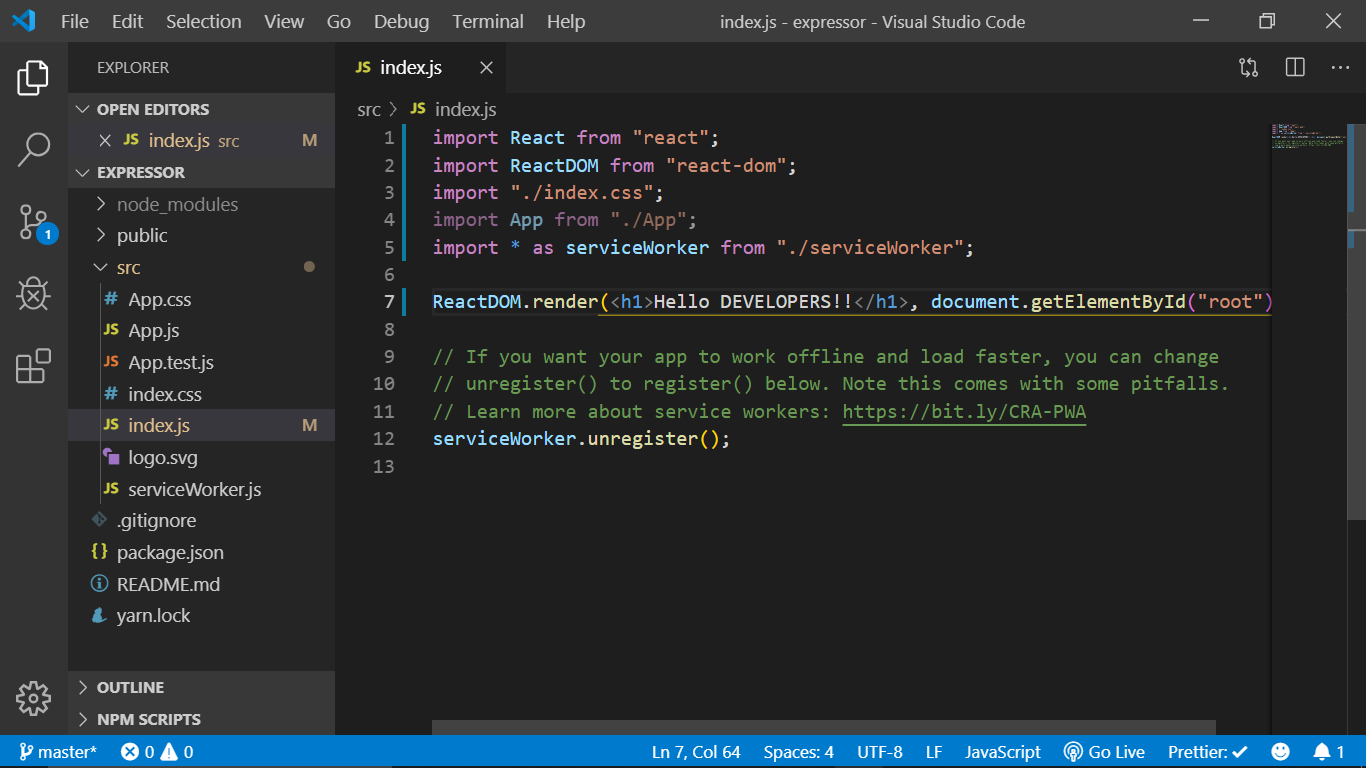 File Edit Selection View Go Debug Terminal Help index.js - expressor - Visual Studio Code
EXPLORER
OPEN EDITORS
JS index.js src M
EXPRESSOR
node_modules
public
src
# App.css
JS App.js
JS App.test.js
# index.css
JS index.js M
logo.svg
JS serviceWorker.js
.gitignore
{} package.json
README.md
yarn.lock
OUTLINE
NPM SCRIPTS
1
JS index.js
src > JS index.js
1 import React from "react";
2 import ReactDOM from "react-dom";
3 import "./index.css";
4 import App from "./App";
5 import * as serviceWorker from "./serviceWorker";
6
7 ReactDOM.render(<h1>Hello DEVELOPERS!!</h1>, document.getElementById("root")
8
9 // If you want your app to work offline and load faster, you can change
10 // unregister() to register() below. Note this comes with some pitfalls.
11 // Learn more about service workers: https://bit.ly/CRA-PWA
12 serviceWorker.unregister();
13
master* 0 0 Ln 7, Col 64 Spaces: 4 UTF-8 LF JavaScript Go Live Prettier: ✓ 1